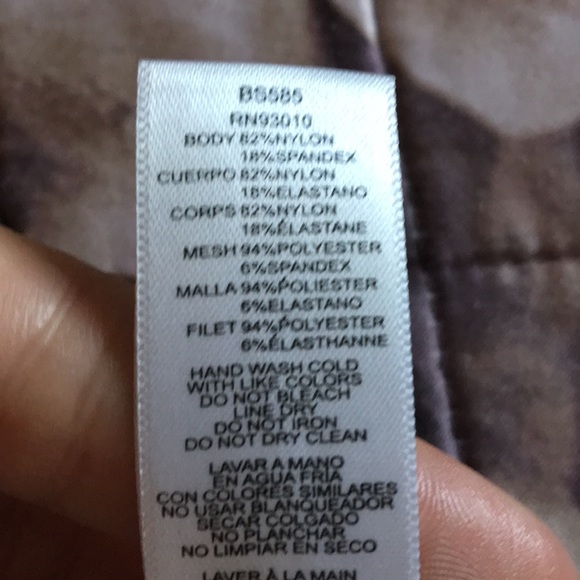 BS585
RN93010
BODY 82%NYLON
18%SPANDEX
CUERPO 82%NYLON
18%ELASTANO
CORPS 82%NYLON
18%ÉLASTANE
MESH 94%POLYESTER
6%SPANDEX
MALLA 94%POLIESTER
6%ELASTANO
FILET 94%POLYESTER
6%ÉLASTHANNE
HAND WASH COLD
WITH LIKE COLORS
DO NOT BLEACH
LINE DRY
DO NOT IRON
DO NOT DRY CLEAN
LAVAR A MANO
EN AGUA FRÍA
CON COLORES SIMILARES
NO USAR BLANQUEADOR
SECAR COLGADO
NO PLANCHAR
NO LIMPIAR EN SECO
LAVER À LA MAIN